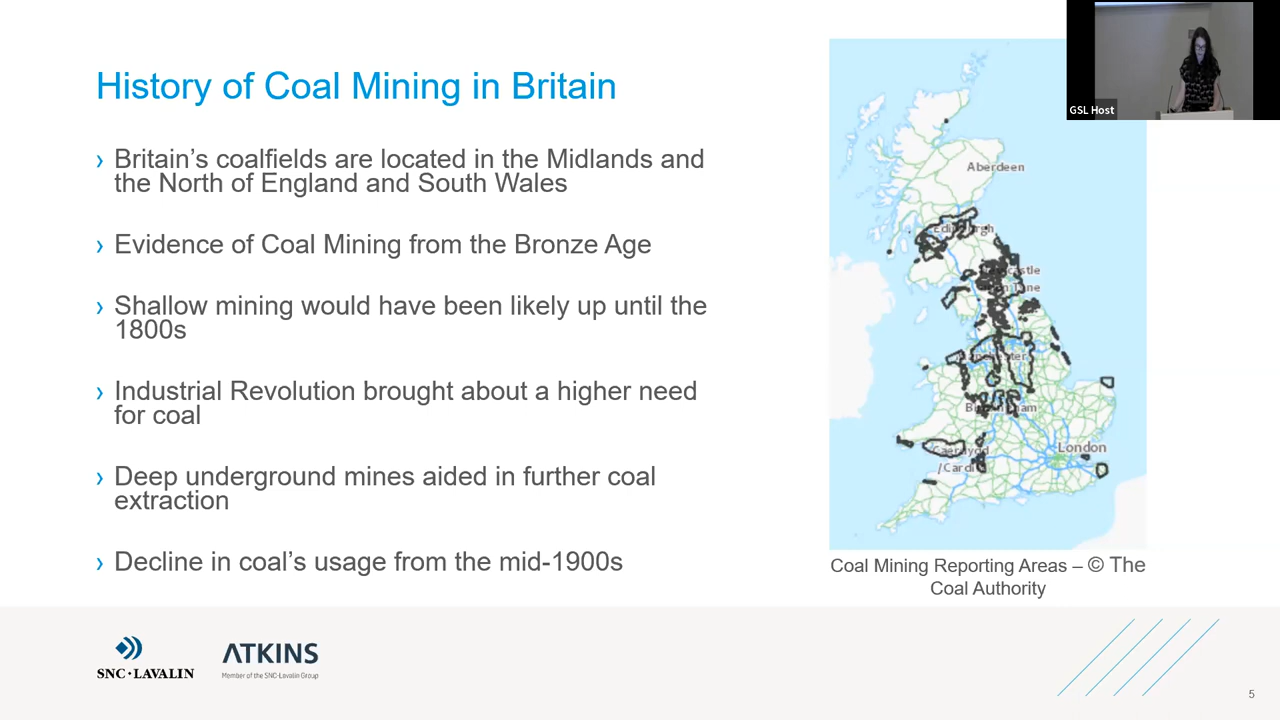 History of Coal Mining in Britain
› Britain’s coalfields are located in the Midlands and
the North of England and South Wales
› Evidence of Coal Mining from the Bronze Age
› Shallow mining would have been likely up until the
1800s
› Industrial Revolution brought about a higher need
for coal
› Deep underground mines aided in further coal
extraction
› Decline in coal’s usage from the mid-1900s
GSL Host
Aberdeen
London
Coal Mining Reporting Areas – © The
Coal Authority
SNC·LAVALIN
ATKINS
Member of the SNC-Lavalin Group
5